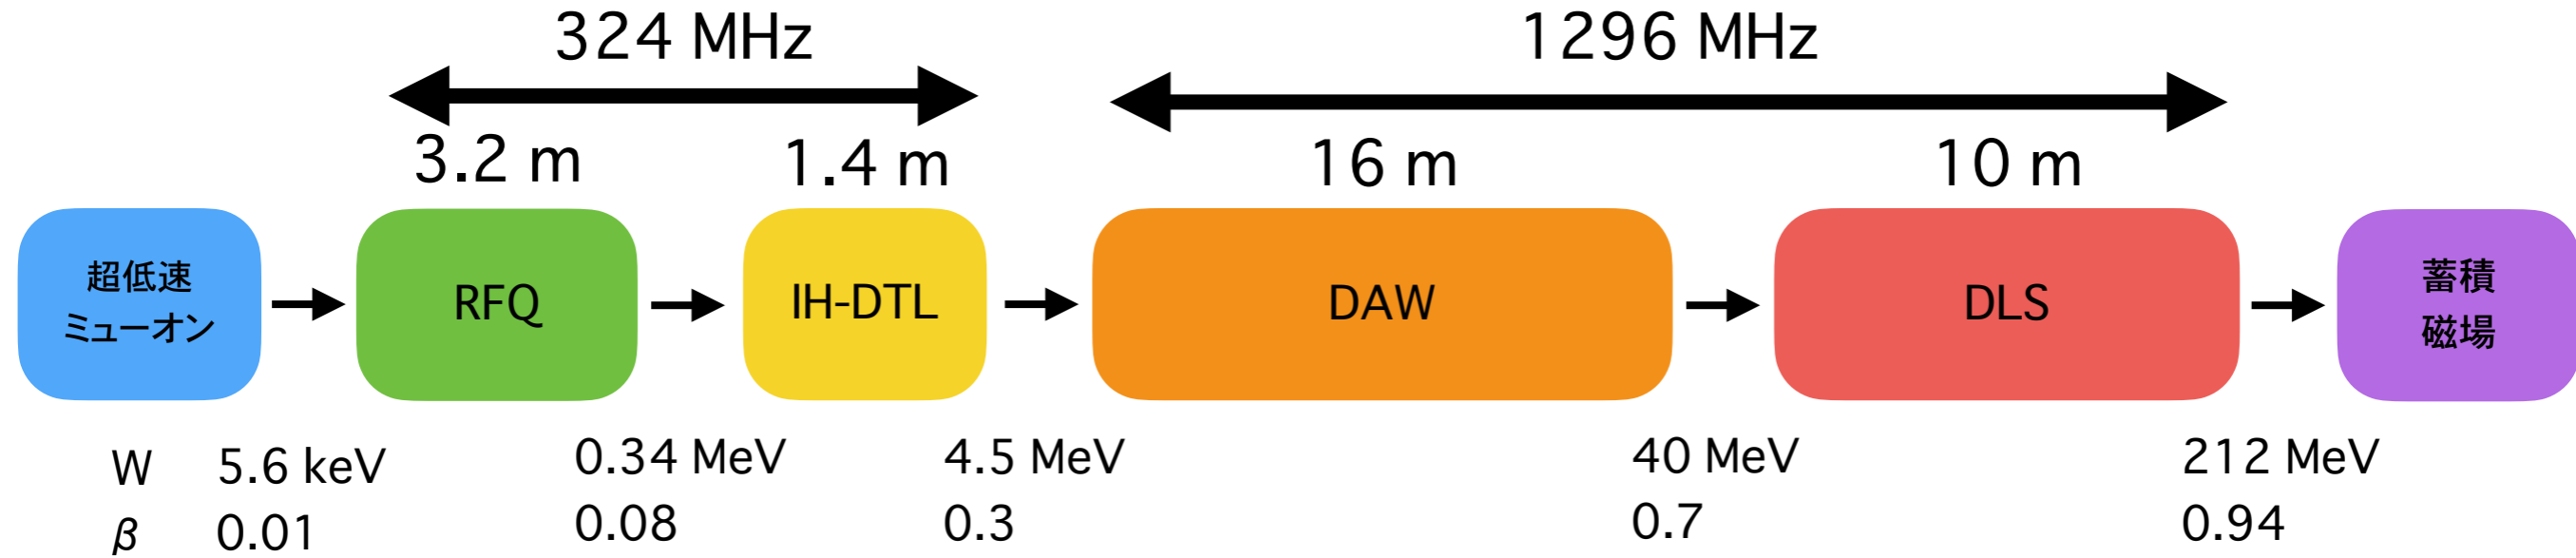 324 MHz 1296 MHz
3.2 m 1.4 m 16 m 10 m
超低速
ミューオン
RFQ
IH-DTL
DAW
DLS
蓄積
磁場
W 5.6 keV 0.34 MeV 4.5 MeV 40 MeV 212 MeV
β 0.01 0.08 0.3 0.7 0.94